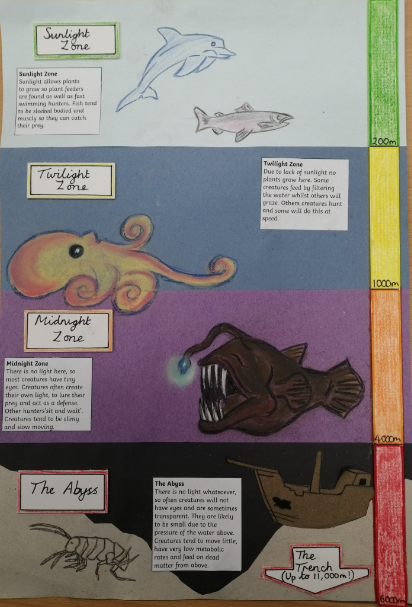 Sunlight
Zone
Sunlight Zone
Sunlight allows plants
to grow so plant feeders
are found as well as fast
swimming hunters. Fish tend
to be sleeked bodied and
mostly so they can catch
their prey.
200m
Twilight
Zone
Twilight Zone
Due to lack of sunlight no
plants grow here. Some
creatures feed by filtering
the water whilst others will
graze. Others creatures hunt
and some will do this at
speed.
1000m
Midnight
Zone
Midnight Zone
There is no light here, so
most creatures have tiny
eyes. Creatures often create
their own light, to lure their
prey and act as a defense.
Other hunters 'sit and wait'.
Creatures tend to be slimy
and slow moving.
4000m
The Abyss
The Abyss
There is no light whatsoever,
so often creatures will not
have eyes and are sometimes
transparent. They are likely
to be small due to the
pressure of the water above.
Creatures tend to move little,
have very low metabolic
rates and feed on dead
matter from above.
The
Trench
(Up to 11,000m!)
6000m